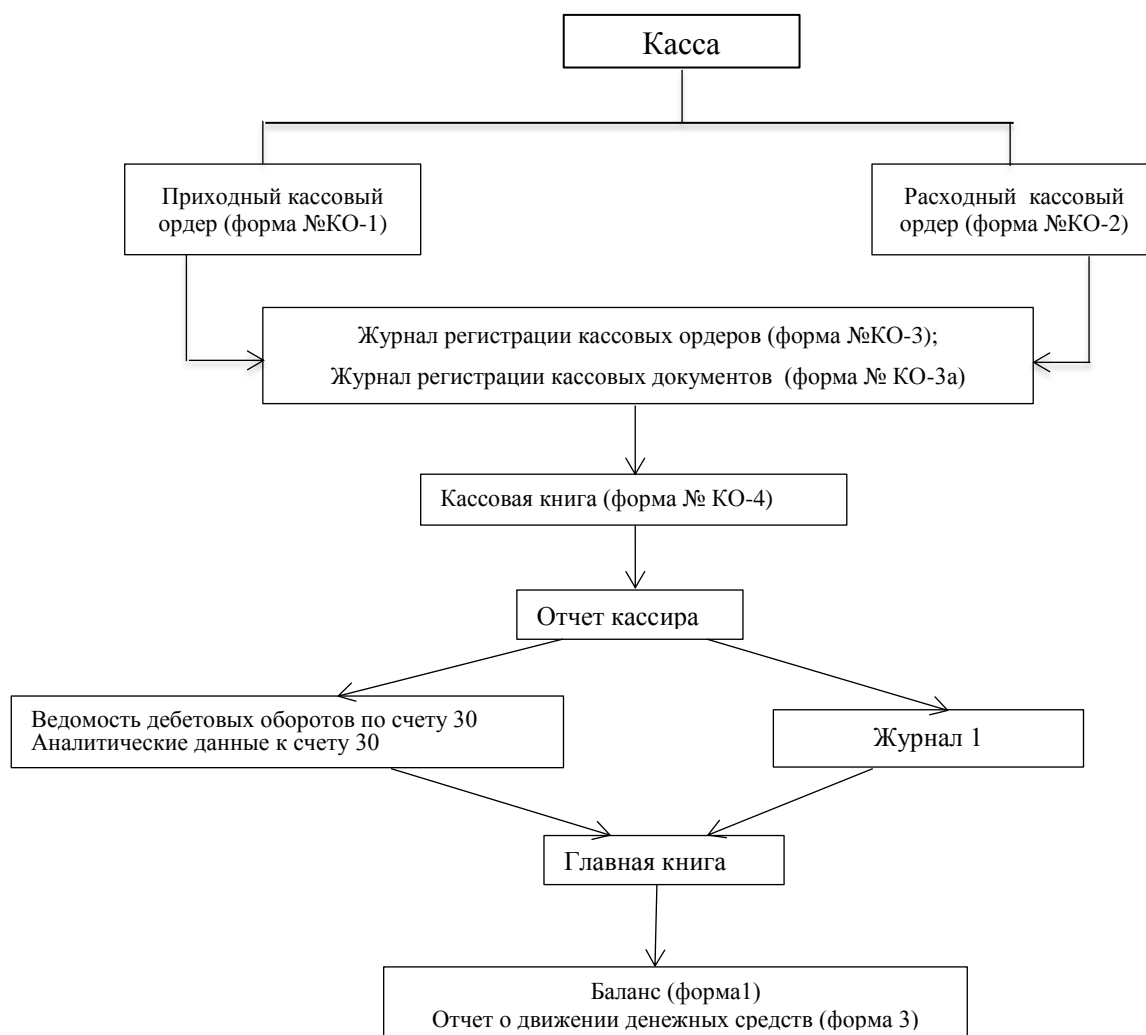 Касса
Приходный кассовый
ордер (форма №КО-1)
Расходный кассовый
ордер (форма №КО-2)
Журнал регистрации кассовых ордеров (форма №КО-3);
Журнал регистрации кассовых документов (форма № КО-3а)
Кассовая книга (форма № КО-4)
Отчет кассира
Ведомость дебетовых оборотов по счету 30
Аналитические данные к счету 30
Журнал 1
Главная книга
Баланс (форма1)
Отчет о движении денежных средств (форма 3)